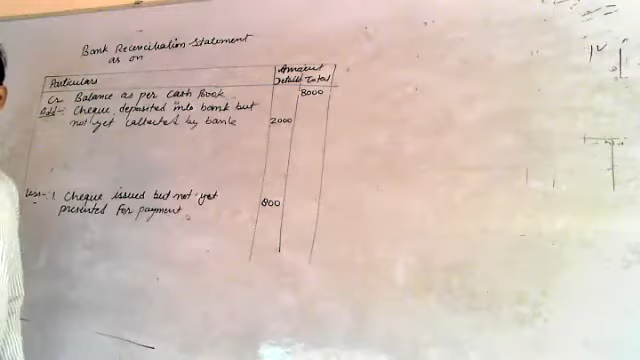 Bank Reconciliation Statement
as on
Amount
Particulars Details Total
Cr Balance as per Cash Book 8000
Add:- Cheque deposited into bank but
not yet collected by bank 2000
Less:- 1 Cheque issued but not yet 800
presented for payment